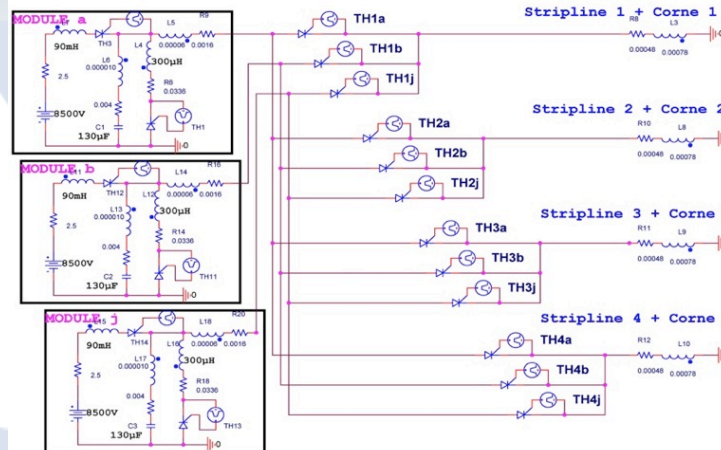 MODULE a
90mH
TH3
L4
L5
R9
0.00006
0.0016
L6
0.000010
300µH
2.5
R6
0.0336
0.004
8500V
C1
130µF
TH1
0
MODULE b
L11
90mH
TH12
L12
L14
R16
0.00006
0.0016
L13
0.000010
300µH
2.5
R14
0.0336
0.004
8500V
C2
130µF
TH11
0
MODULE j
L15
90mH
TH14
L16
L18
R20
0.00006
0.0016
L17
0.000010
300µH
2.5
R18
0.0336
0.004
8500V
C3
130µF
TH13
0
TH1a
TH1b
TH1j
Stripline 1 + Corne 1
R8
L3
0.00048
0.00078
0
TH2a
TH2b
TH2j
Stripline 2 + Corne 2
R10
L8
0.00048
0.00078
TH3a
TH3b
TH3j
Stripline 3 + Corne
R11
L9
0.00048
0.00078
TH4a
TH4b
TH4j
Stripline 4 + Corne
R12
L10
0.00048
0.00078